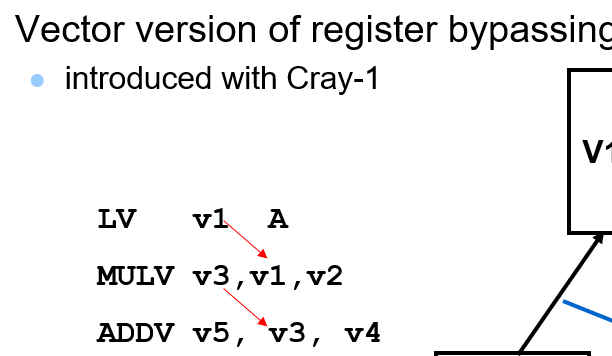 Vector version of register bypassing
introduced with Cray-1
V1
LV v1 A
MULV v3,v1,v2
ADDV v5, v3, v4